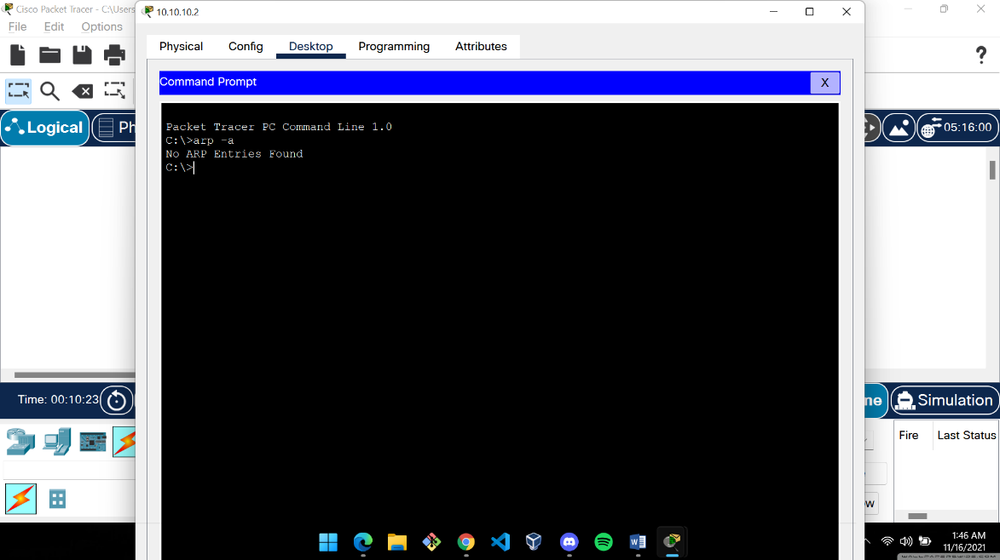 Cisco Packet Tracer - C:\Users
10.10.10.2
File Edit Options
Physical Config Desktop Programming Attributes
Command Prompt
X
Packet Tracer PC Command Line 1.0
C:\>arp -a
No ARP Entries Found
C:\>
Logical
Ph
05:16:00
Time: 00:10:23
me
Simulation
Fire
Last Status
w
1:46 AM
11/16/2021